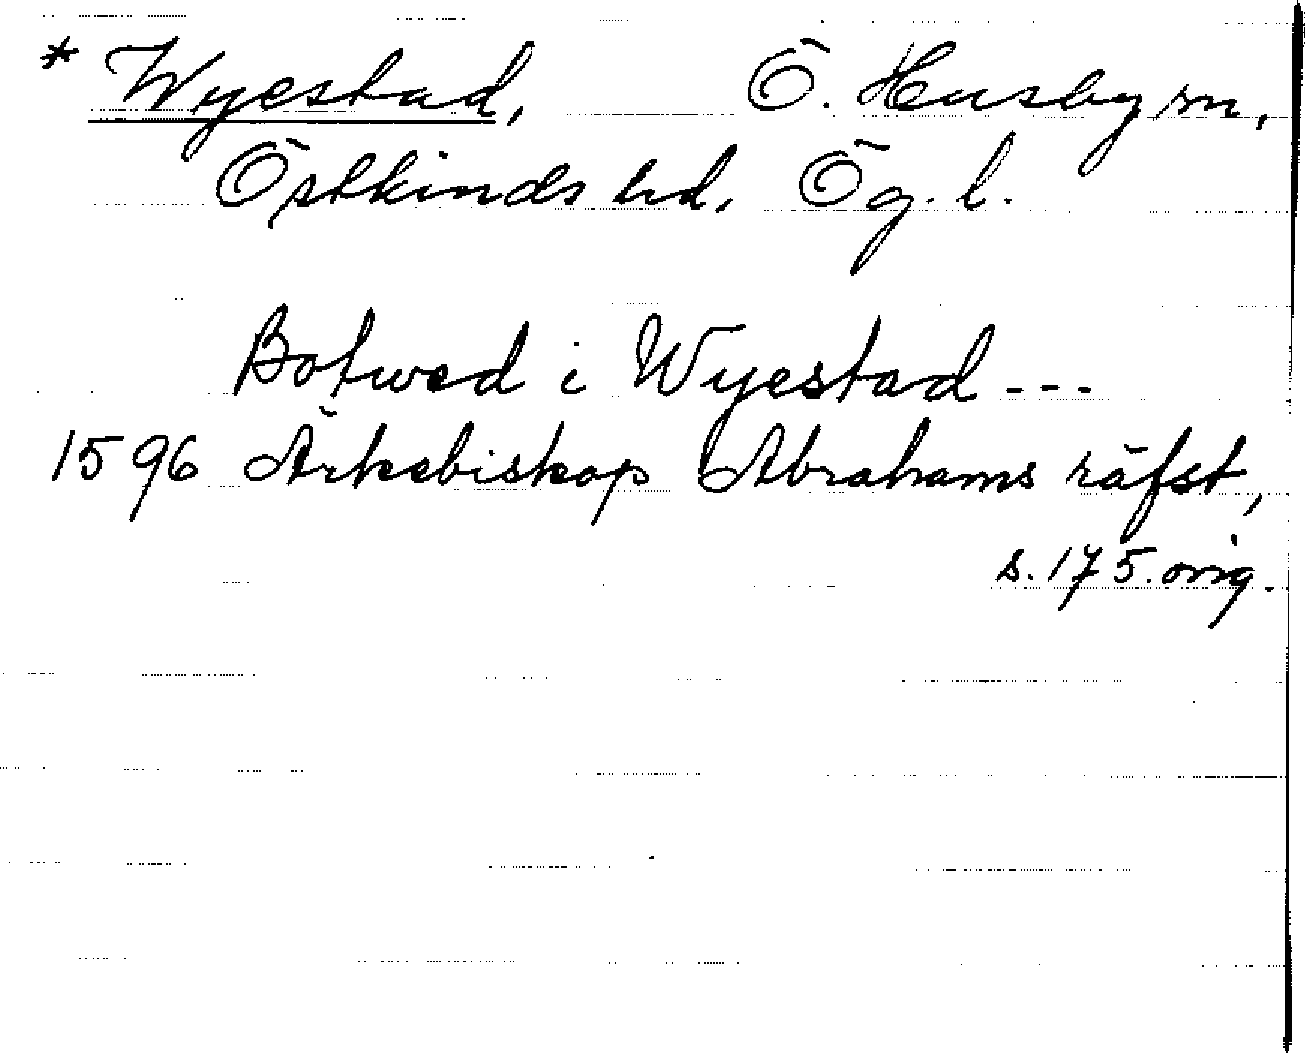 * Wyestad, Ö. Husby sn,
Östkinds hd, Ög. l.
Botwed i Wyestad ---
1596 Ärkebiskop Abrahams räfst,
s. 175. orig.